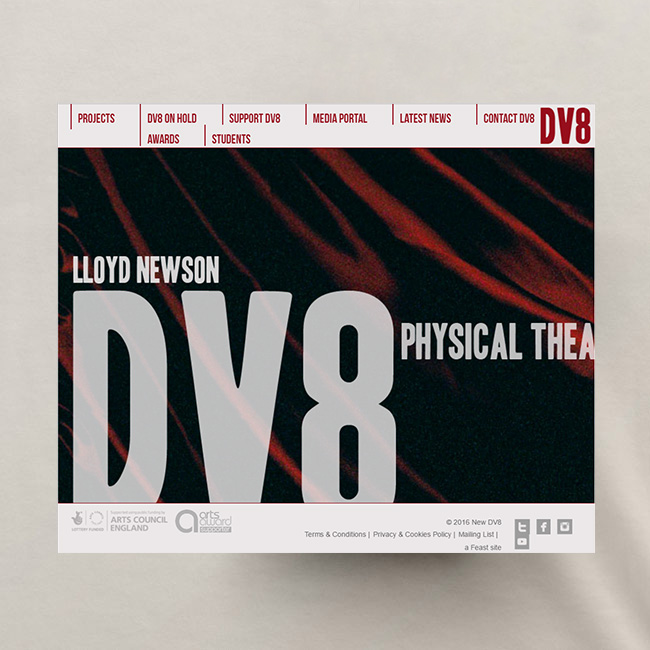 PROJECTS
DV8 ON HOLD
SUPPORT DV8
MEDIA PORTAL
LATEST NEWS
CONTACT DV8
DV8
AWARDS
STUDENTS
LLOYD NEWSON
DV8
PHYSICAL THEA
LOTTERY FUNDED
Supported using public funding by
ARTS COUNCIL
ENGLAND
arts
award
supporter
© 2016 New DV8
Terms & Conditions | Privacy & Cookies Policy | Mailing List |
a Feast site